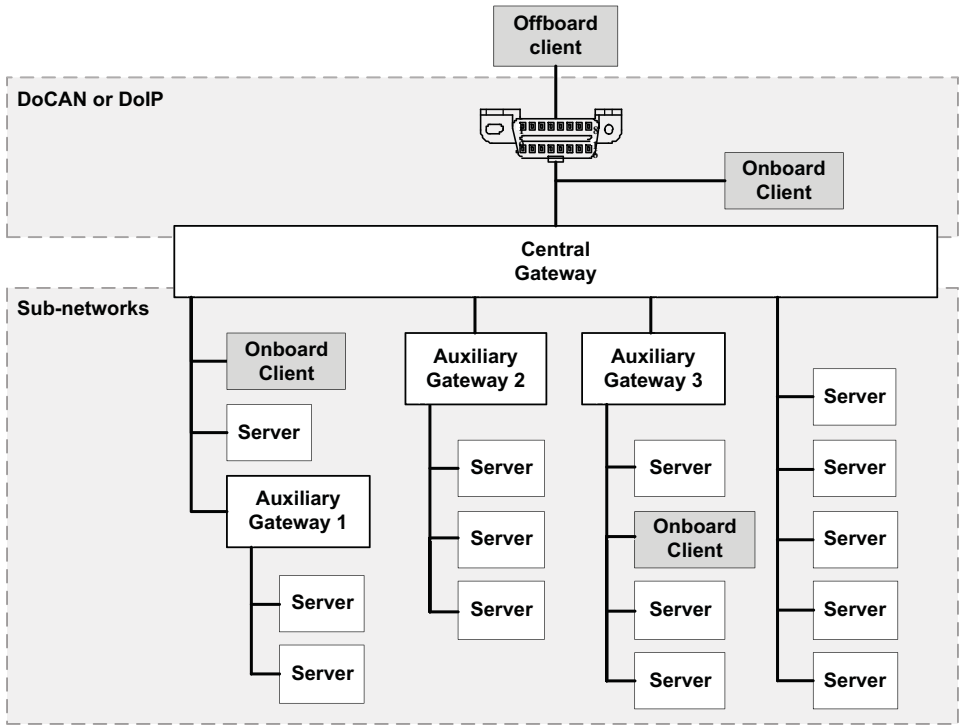 Offboard
client
DoCAN or DoIP
Onboard
Client
Central
Gateway
Sub-networks
Onboard
Client
Server
Auxiliary
Gateway 1
Server
Server
Auxiliary
Gateway 2
Server
Server
Server
Auxiliary
Gateway 3
Server
Onboard
Client
Server
Server
Server
Server
Server
Server
Server